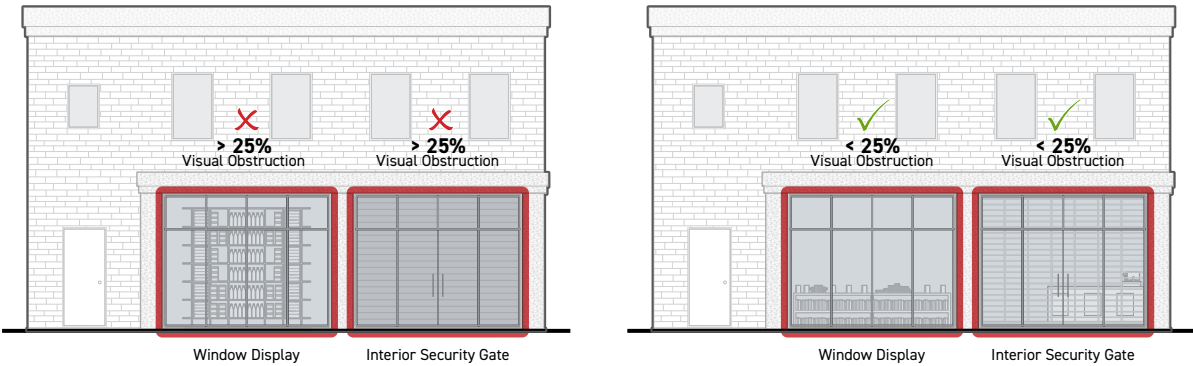 > 25%
Visual Obstruction
> 25%
Visual Obstruction
Window Display
Interior Security Gate
< 25%
Visual Obstruction
< 25%
Visual Obstruction
Window Display
Interior Security Gate